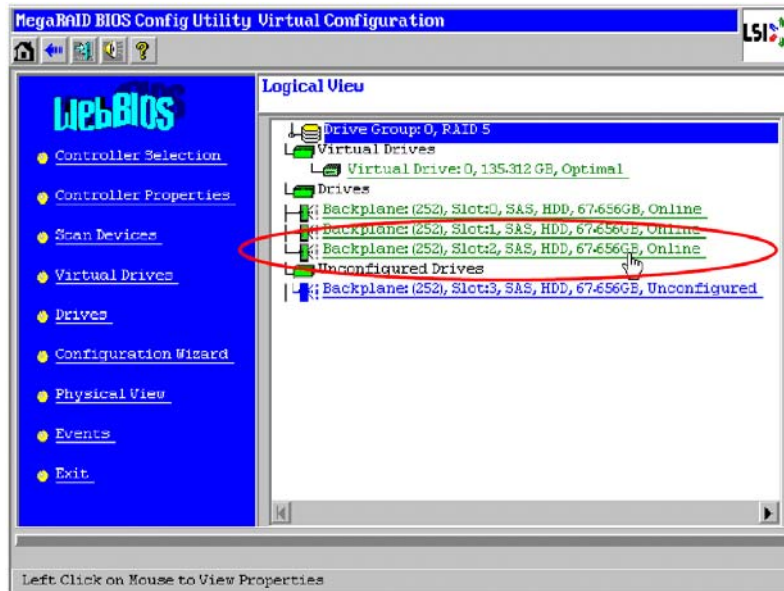 MegaRAID BIOS Config Utility Virtual Configuration
LSI
WebBIOS
Controller Selection
Controller Properties
Scan Devices
Virtual Drives
Drives
Configuration Wizard
Physical View
Events
Exit
Logical View
Drive Group: 0, RAID 5
Virtual Drives
Virtual Drive: 0, 135.312 GB, Optimal
Drives
Backplane: (252), Slot:0, SAS, HDD, 67.656GB, Online
Backplane: (252), Slot:1, SAS, HDD, 67.656GB, Online
Backplane: (252), Slot:2, SAS, HDD, 67.656GB, Online
Unconfigured Drives
Backplane: (252), Slot:3, SAS, HDD, 67.656GB, Unconfigured
Left Click on Mouse to View Properties